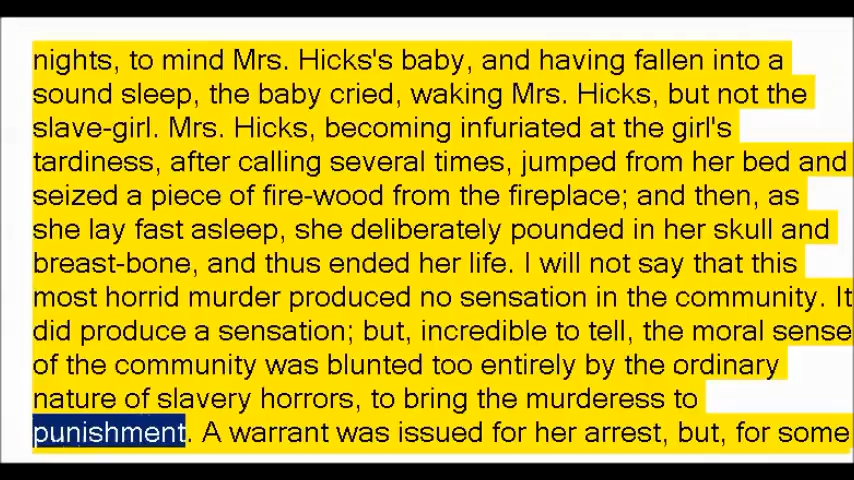 nights, to mind Mrs. Hicks's baby, and having fallen into a
sound sleep, the baby cried, waking Mrs. Hicks, but not the
slave-girl. Mrs. Hicks, becoming infuriated at the girl's
tardiness, after calling several times, jumped from her bed and
seized a piece of fire-wood from the fireplace; and then, as
she lay fast asleep, she deliberately pounded in her skull and
breast-bone, and thus ended her life. I will not say that this
most horrid murder produced no sensation in the community. It
did produce a sensation; but, incredible to tell, the moral sense
of the community was blunted too entirely by the ordinary
nature of slavery horrors, to bring the murderess to
punishment. A warrant was issued for her arrest, but, for some